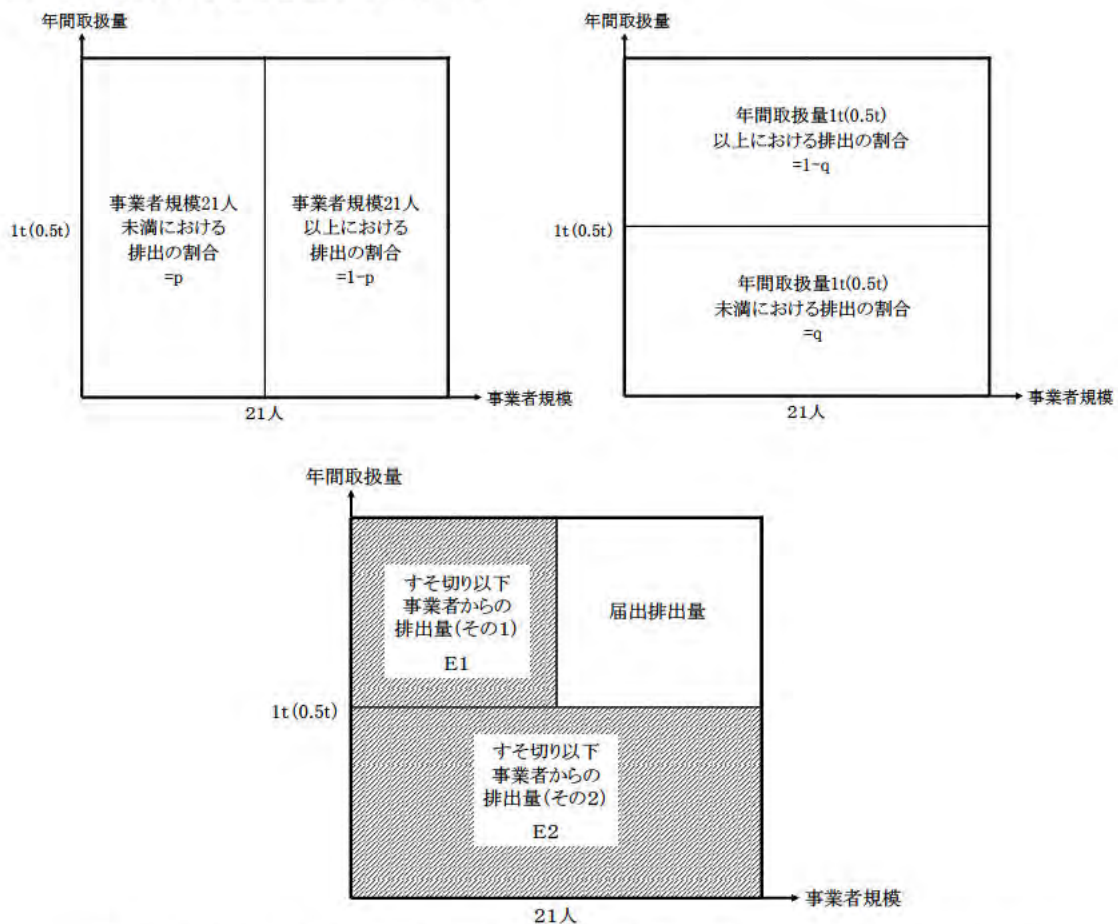 年間取扱量
1t(0.5t)
事業者規模21人
未満における
排出の割合
=p
事業者規模21人
以上における
排出の割合
=1-p
21人
事業者規模
年間取扱量
年間取扱量1t(0.5t)
以上における排出の割合
=1-q
1t(0.5t)
年間取扱量1t(0.5t)
未満における排出の割合
=q
21人
事業者規模
年間取扱量
すそ切り以下
事業者からの
排出量(その1)
E1
届出排出量
1t(0.5t)
すそ切り以下
事業者からの
排出量(その2)
E2
21人
事業者規模